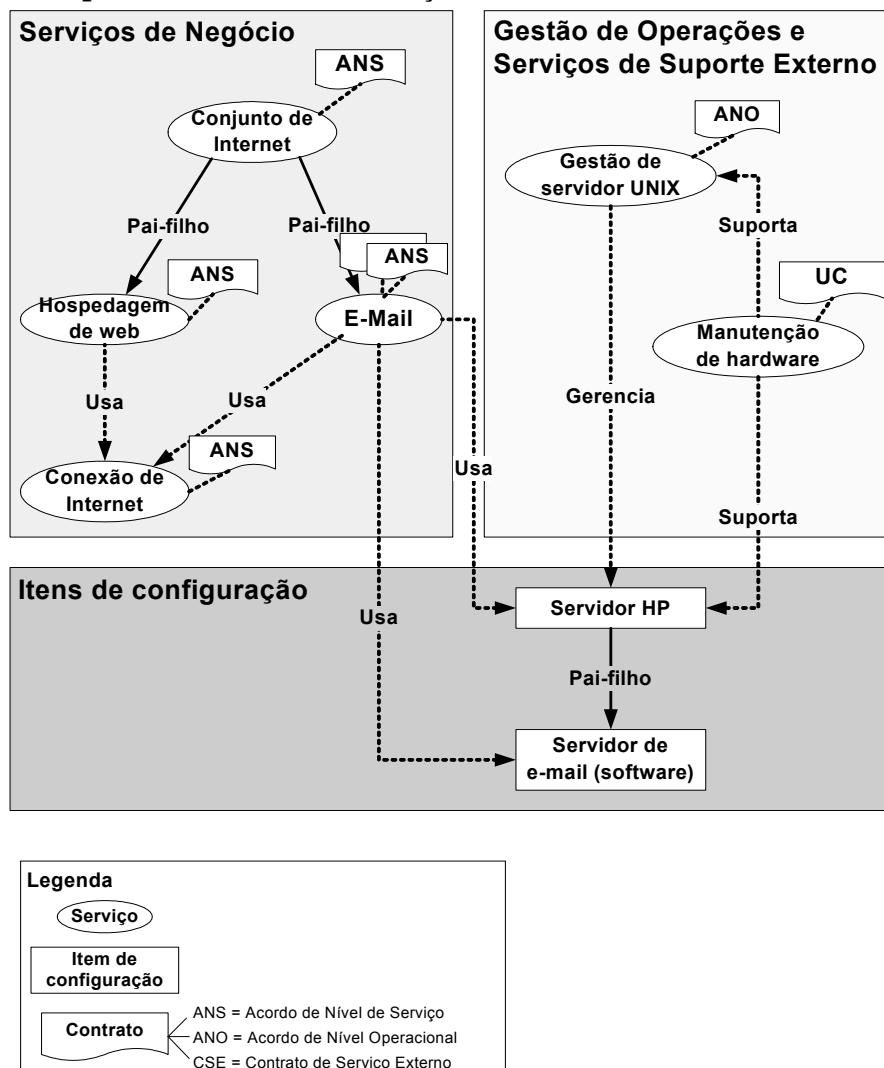 Serviços de Negócio
ANS
Conjunto de
Internet
Pai-filho
Pai-filho
ANS
ANS
Hospedagem
de web
E-Mail
Usa
Usa
ANS
Conexão de
Internet
Usa
Gestão de Operações e
Serviços de Suporte Externo
ANO
Gestão de
servidor UNIX
Suporta
UC
Manutenção
de hardware
Gerencia
Suporta
Itens de configuração
Usa
Servidor HP
Pai-filho
Servidor de
e-mail (software)
Legenda
Serviço
Item de
configuração
Contrato
ANS = Acordo de Nível de Serviço
ANO = Acordo de Nível Operacional
CSE = Contrato de Serviço Externo